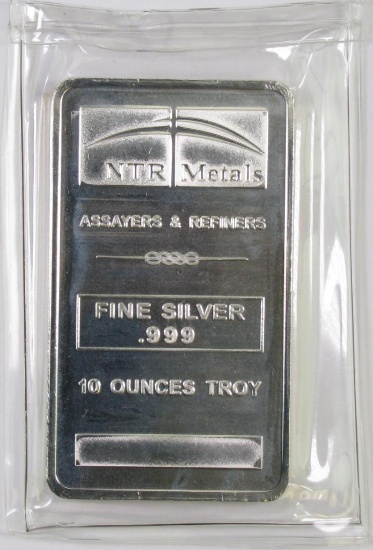 NTR Metals
ASSAYERS & REFINERS
FINE SILVER
.999
10 OUNCES TROY